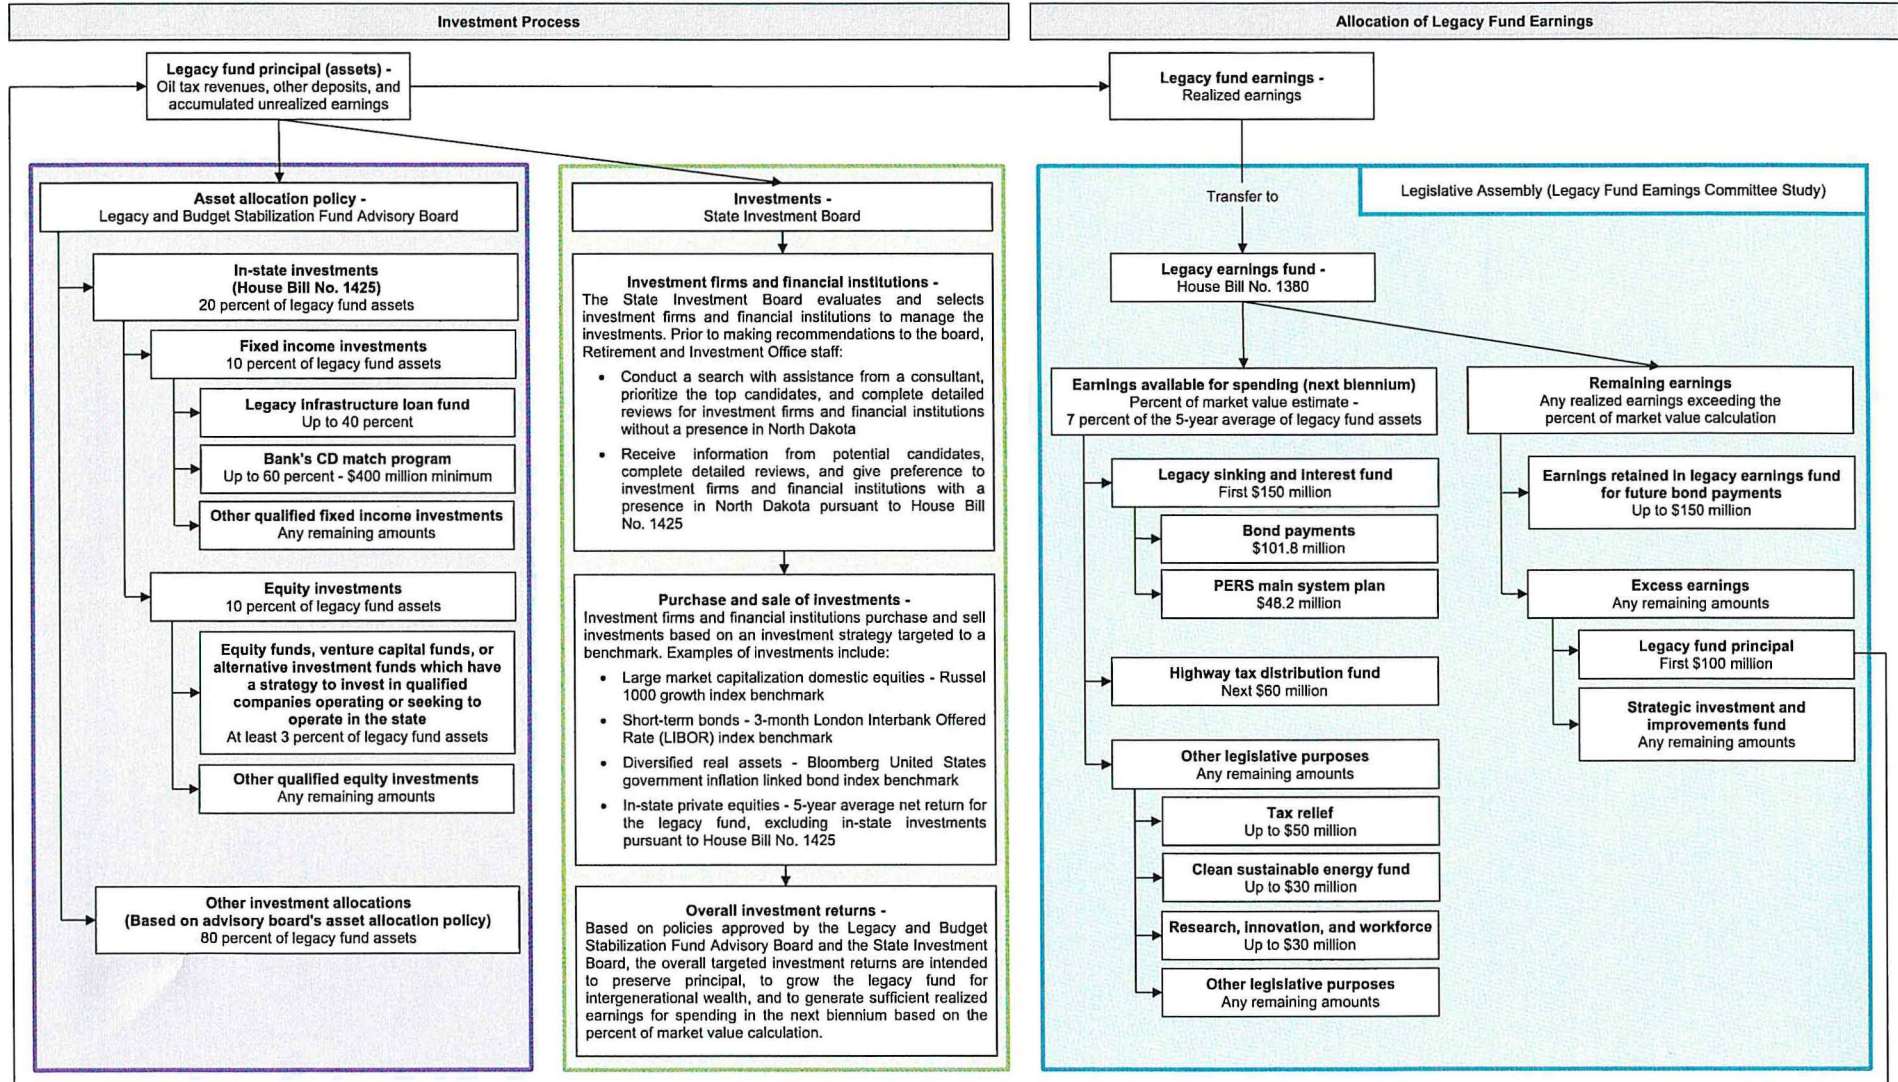 Investment Process
Allocation of Legacy Fund Earnings
Legacy fund principal (assets) -
Oil tax revenues, other deposits, and
accumulated unrealized earnings
Legacy fund earnings -
Realized earnings
Asset allocation policy -
Legacy and Budget Stabilization Fund Advisory Board
In-state investments
(House Bill No. 1425)
20 percent of legacy fund assets
Fixed income investments
10 percent of legacy fund assets
Legacy infrastructure loan fund
Up to 40 percent
Bank's CD match program
Up to 60 percent - $400 million minimum
Other qualified fixed income investments
Any remaining amounts
Equity investments
10 percent of legacy fund assets
Equity funds, venture capital funds, or
alternative investment funds which have
a strategy to invest in qualified
companies operating or seeking to
operate in the state
At least 3 percent of legacy fund assets
Other qualified equity investments
Any remaining amounts
Other investment allocations
(Based on advisory board's asset allocation policy)
80 percent of legacy fund assets
Investments -
State Investment Board
Investment firms and financial institutions -
The State Investment Board evaluates and selects
investment firms and financial institutions to manage the
investments. Prior to making recommendations to the board,
Retirement and Investment Office staff:
• Conduct a search with assistance from a consultant,
prioritize the top candidates, and complete detailed
reviews for investment firms and financial institutions
without a presence in North Dakota
• Receive information from potential candidates,
complete detailed reviews, and give preference to
investment firms and financial institutions with a
presence in North Dakota pursuant to House Bill
No. 1425
Purchase and sale of investments -
Investment firms and financial institutions purchase and sell
investments based on an investment strategy targeted to a
benchmark. Examples of investments include:
• Large market capitalization domestic equities - Russel
1000 growth index benchmark
• Short-term bonds - 3-month London Interbank Offered
Rate (LIBOR) index benchmark
• Diversified real assets - Bloomberg United States
government inflation linked bond index benchmark
• In-state private equities - 5-year average net return for
the legacy fund, excluding in-state investments
pursuant to House Bill No. 1425
Overall investment returns -
Based on policies approved by the Legacy and Budget
Stabilization Fund Advisory Board and the State Investment
Board, the overall targeted investment returns are intended
to preserve principal, to grow the legacy fund for
intergenerational wealth, and to generate sufficient realized
earnings for spending in the next biennium based on the
percent of market value calculation.
Transfer to
Legislative Assembly (Legacy Fund Earnings Committee Study)
Legacy earnings fund -
House Bill No. 1380
Earnings available for spending (next biennium)
Percent of market value estimate -
7 percent of the 5-year average of legacy fund assets
Legacy sinking and interest fund
First $150 million
Bond payments
$101.8 million
PERS main system plan
$48.2 million
Highway tax distribution fund
Next $60 million
Other legislative purposes
Any remaining amounts
Tax relief
Up to $50 million
Clean sustainable energy fund
Up to $30 million
Research, innovation, and workforce
Up to $30 million
Other legislative purposes
Any remaining amounts
Remaining earnings
Any realized earnings exceeding the
percent of market value calculation
Earnings retained in legacy earnings fund
for future bond payments
Up to $150 million
Excess earnings
Any remaining amounts
Legacy fund principal
First $100 million
Strategic investment and
improvements fund
Any remaining amounts